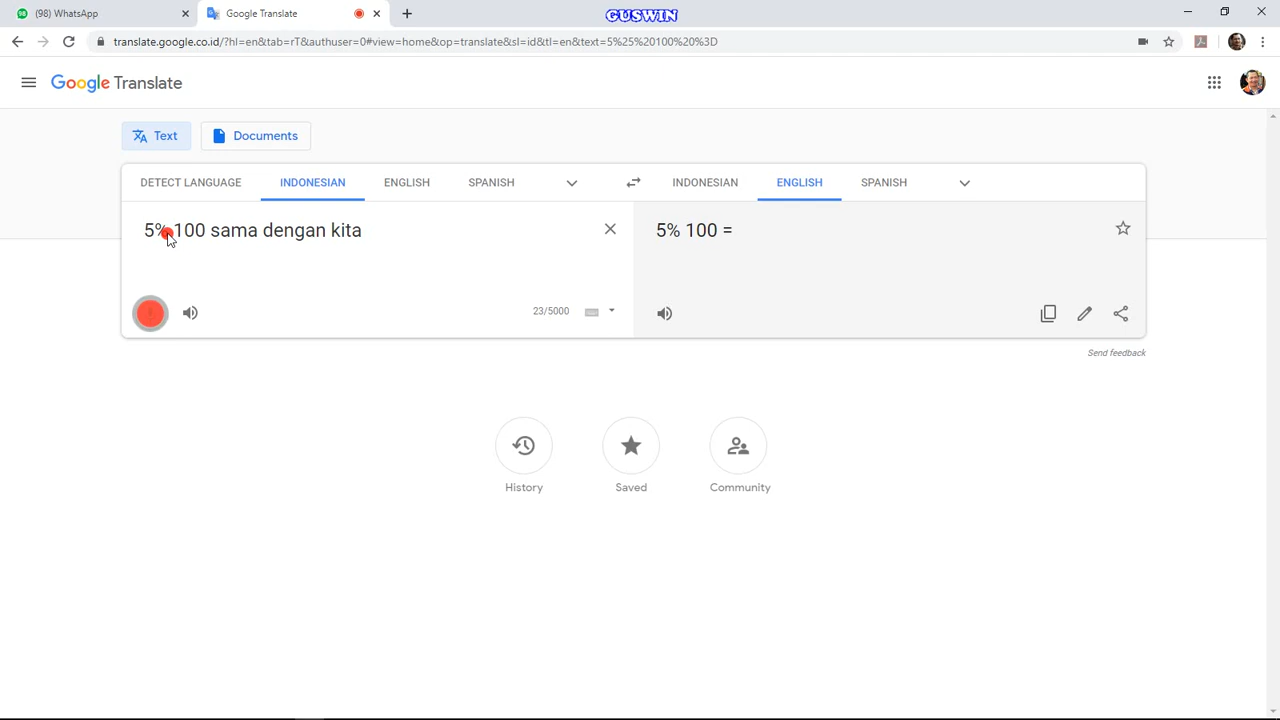 (98) WhatsApp
Google Translate
GUSWIN
translate.google.co.id/?hl=en&tab=rT&authuser=0#view=home&op=translate&sl=id&tl=en&text=5%25%20100%20%3D
Google Translate
Text
Documents
DETECT LANGUAGE INDONESIAN ENGLISH SPANISH
INDONESIAN ENGLISH SPANISH
5% 100 sama dengan kita
5% 100 =
23/5000
Send feedback
History
Saved
Community